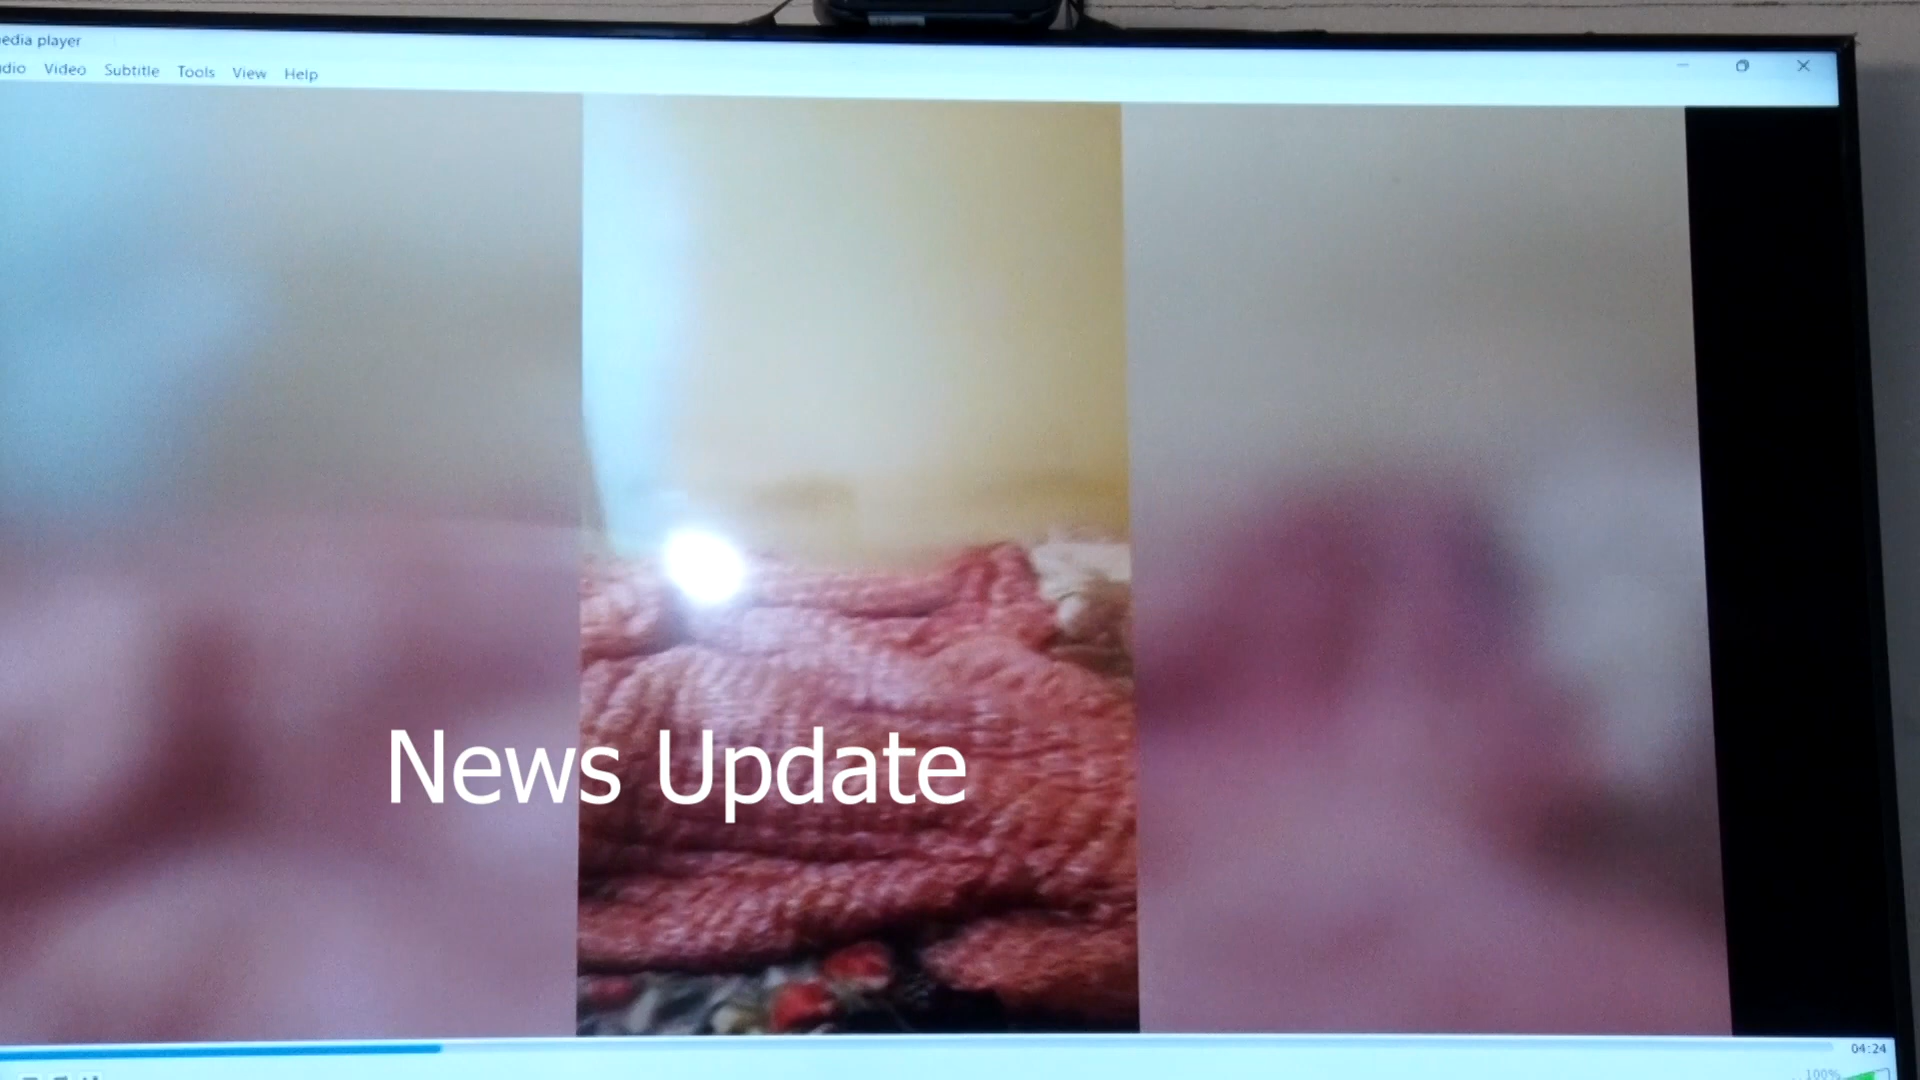 edia player
dio Video Subtitle Tools View Help
News Update
04:24
100%